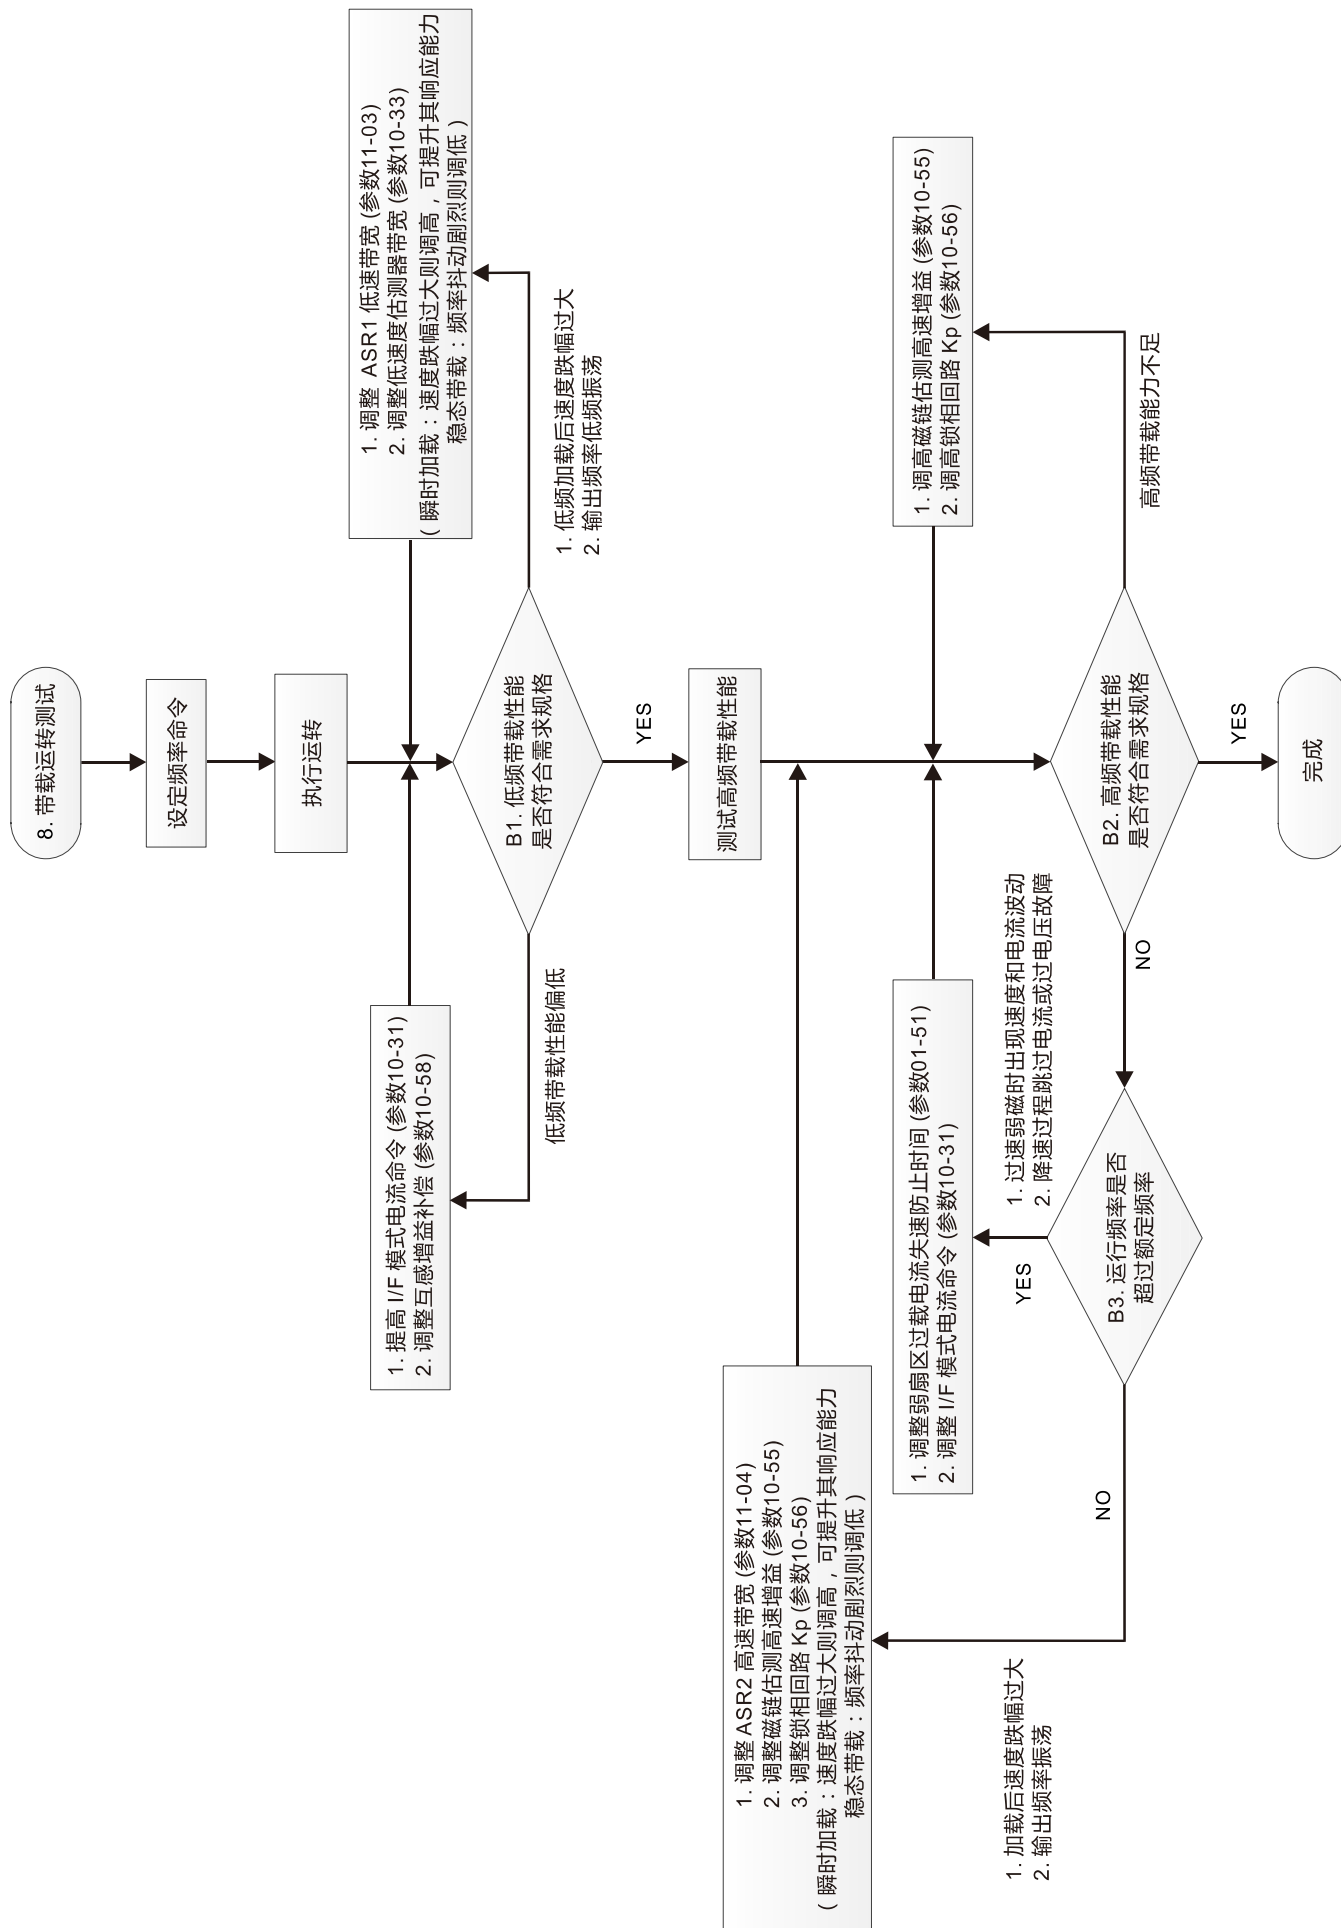 8. 带载运转测试
设定频率命令
执行运转
1. 调整 ASR1 低速带宽 (参数11-03)
2. 调整低速度估测器带宽 (参数10-33)
( 瞬时加载：速度跌幅过大则调高，可提升其响应能力
稳态带载：频率抖动剧烈则调低 )
1. 提高 I/F 模式电流命令 (参数10-31)
2. 调整互感增益补偿 (参数10-58)
B1. 低频带载性能
是否符合需求规格
1. 低频加载后速度跌幅过大
2. 输出频率低频振荡
低频带载性能偏低
YES
测试高频带载性能
1. 调整 ASR2 高速带宽 (参数11-04)
2. 调整磁链估测高速增益 (参数10-55)
3. 调整锁相回路 Kp (参数10-56)
( 瞬时加载：速度跌幅过大则调高，可提升其响应能力
稳态带载：频率抖动剧烈则调低 )
1. 调整弱扇区过载电流失速防止时间 (参数01-51)
2. 调整 I/F 模式电流命令 (参数10-31)
1. 调高磁链估测高速增益 (参数10-55)
2. 调高锁相回路 Kp (参数10-56)
1. 过速弱磁时出现速度和电流波动
2. 降速过程跳过电流或过电压故障
YES
B2. 高频带载性能
是否符合需求规格
高频带载能力不足
NO
B3. 运行频率是否
超过额定频率
NO
1. 加载后速度跌幅过大
2. 输出频率振荡
YES
完成